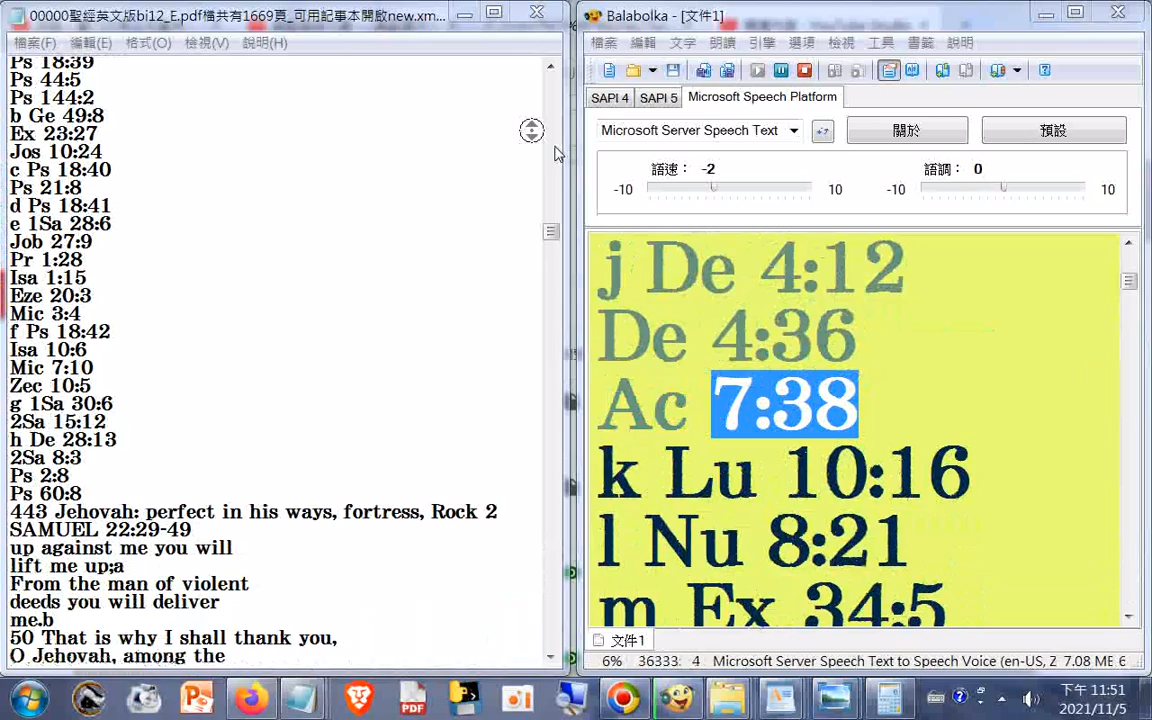 00000聖經英文版bi12_E.pdf檔共有1669頁_可用記事本開啟new.xm...
檔案(F) 編輯(E) 格式(O) 檢視(V) 說明(H)
Ps 18:39
Ps 44:5
Ps 144:2
b Ge 49:8
Ex 23:27
Jos 10:24
c Ps 18:40
Ps 21:8
d Ps 18:41
e 1Sa 28:6
Job 27:9
Pr 1:28
Isa 1:15
Eze 20:3
Mic 3:4
f Ps 18:42
Isa 10:6
Mic 7:10
Zec 10:5
g 1Sa 30:6
2Sa 15:12
h De 28:13
2Sa 8:3
Ps 2:8
Ps 60:8
443 Jehovah: perfect in his ways, fortress, Rock 2
SAMUEL 22:29-49
up against me you will
lift me up;a
From the man of violent
deeds you will deliver
me.b
50 That is why I shall thank you,
O Jehovah, among the
Balabolka - [文件1]
檔案 編輯 文字 朗讀 引擎 選項 檢視 工具 書籤 說明
SAPI 4 SAPI 5 Microsoft Speech Platform
Microsoft Server Speech Text 關於 預設
語速： -2 語調： 0
-10 10 -10 10
j De 4:12
De 4:36
Ac 7:38
k Lu 10:16
l Nu 8:21
m Ex 34:5
文件1
6% 36333: 4 Microsoft Server Speech Text to Speech Voice (en-US, Z 7.08 MB 6
PDF
下午 11:51
2021/11/5